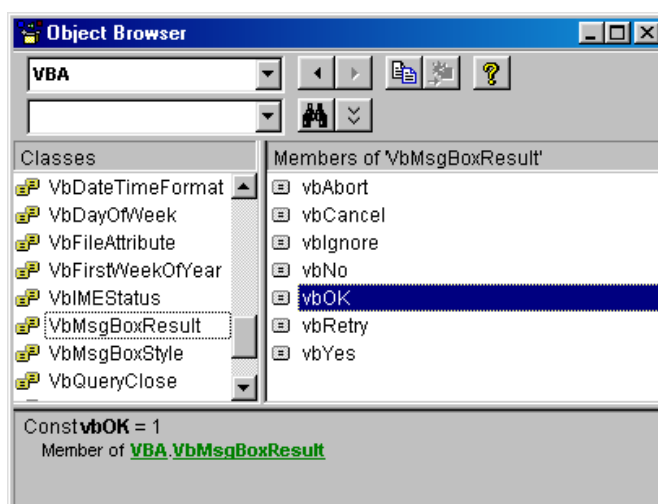 Object Browser
VBA
Classes
Members of 'VbMsgBoxResult'
VbDateTimeFormat
VbDayOfWeek
VbFileAttribute
VbFirstWeekOfYear
VbIMEStatus
VbMsgBoxResult
VbMsgBoxStyle
VbQueryClose
vbAbort
vbCancel
vbIgnore
vbNo
vbOK
vbRetry
vbYes
Const vbOK = 1
Member of VBA.VbMsgBoxResult